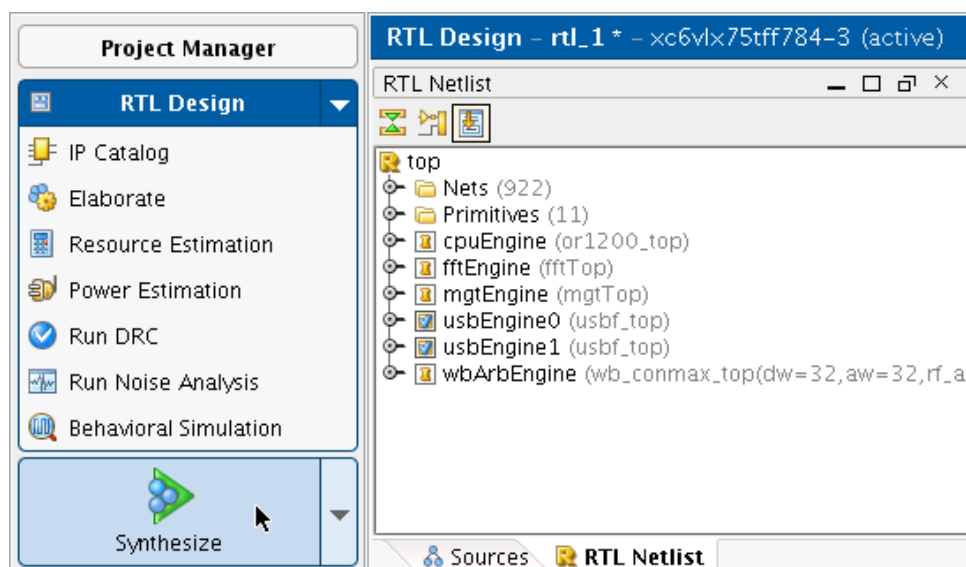 Project Manager
RTL Design
IP Catalog
Elaborate
Resource Estimation
Power Estimation
Run DRC
Run Noise Analysis
Behavioral Simulation
Synthesize
RTL Design - rtl_1 * - xc6vlx75tff784-3 (active)
RTL Netlist
top
Nets (922)
Primitives (11)
cpuEngine (or1200_top)
fftEngine (fftTop)
mgtEngine (mgtTop)
usbEngine0 (usbf_top)
usbEngine1 (usbf_top)
wbArbEngine (wb_conmax_top(dw=32,aw=32,rf_a
Sources
RTL Netlist